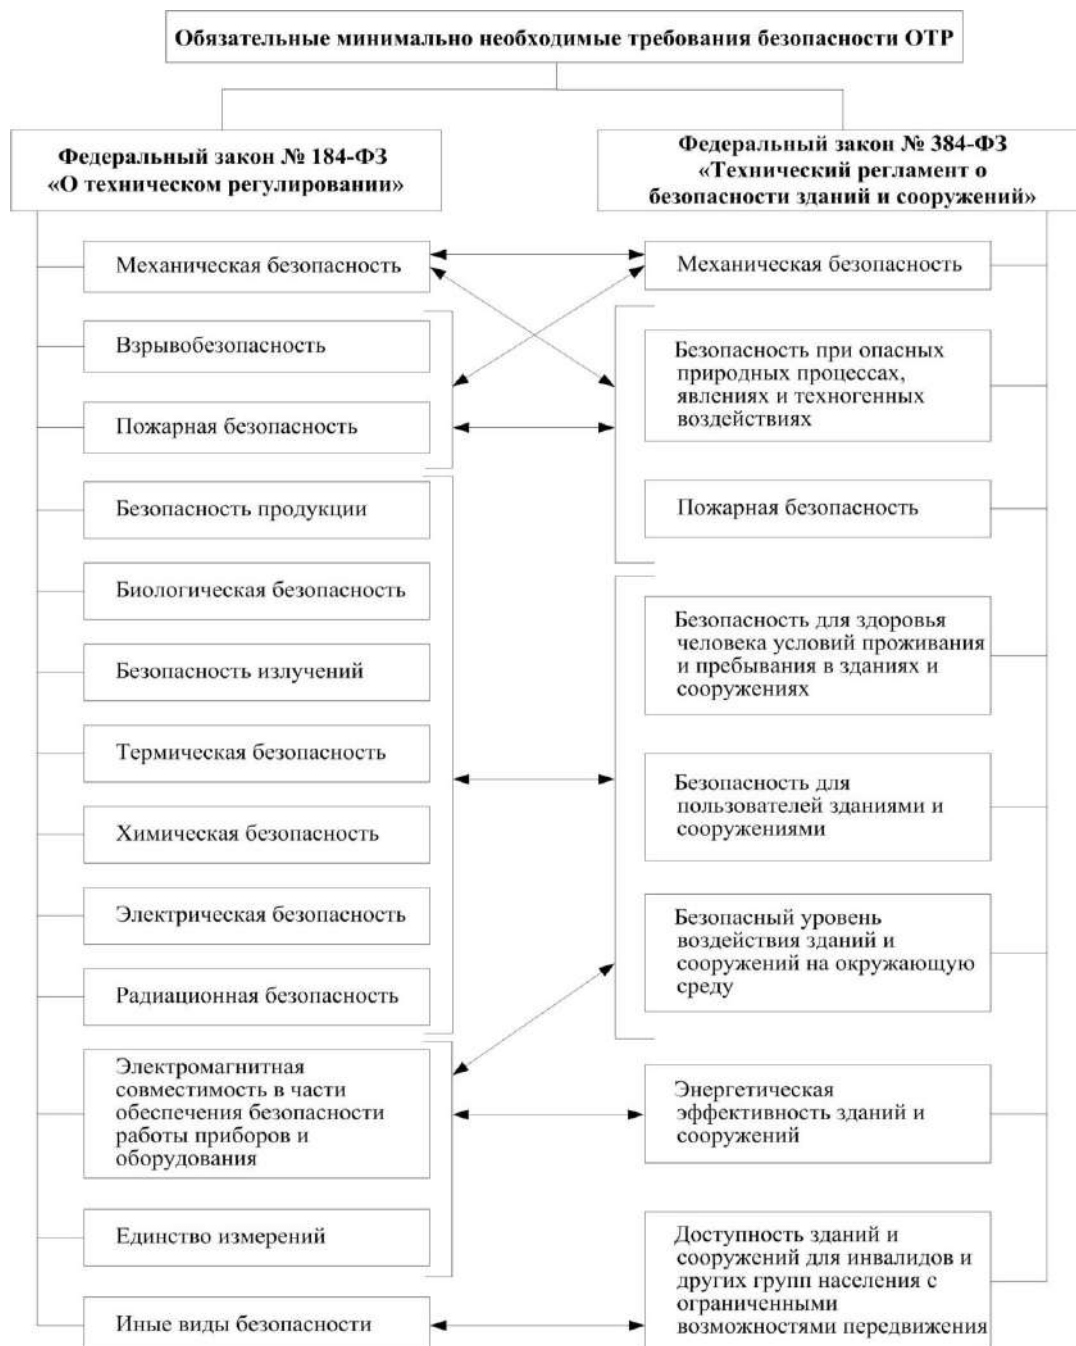 Обязательные минимально необходимые требования безопасности ОТР
Федеральный закон № 184-ФЗ
«О техническом регулировании»
Механическая безопасность
Взрывобезопасность
Пожарная безопасность
Безопасность продукции
Биологическая безопасность
Безопасность излучений
Термическая безопасность
Химическая безопасность
Электрическая безопасность
Радиационная безопасность
Электромагнитная
совместимость в части
обеспечения безопасности
работы приборов и
оборудования
Единство измерений
Иные виды безопасности
Федеральный закон № 384-ФЗ
«Технический регламент о
безопасности зданий и сооружений»
Механическая безопасность
Безопасность при опасных
природных процессах,
явлениях и техногенных
воздействиях
Пожарная безопасность
Безопасность для здоровья
человека условий проживания
и пребывания в зданиях и
сооружениях
Безопасность для
пользователей зданиями и
сооружениями
Безопасный уровень
воздействия зданий и
сооружений на окружающую
среду
Энергетическая
эффективность зданий и
сооружений
Доступность зданий и
сооружений для инвалидов и
других групп населения с
ограниченными
возможностями передвижения